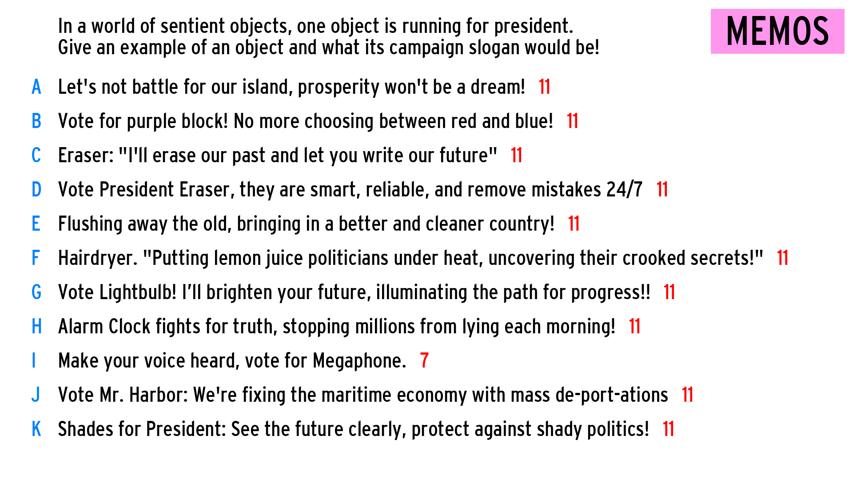 In a world of sentient objects, one object is running for president.
Give an example of an object and what its campaign slogan would be!
MEMOS
A Let's not battle for our island, prosperity won't be a dream! 11
B Vote for purple block! No more choosing between red and blue! 11
C Eraser: "I'll erase our past and let you write our future" 11
D Vote President Eraser, they are smart, reliable, and remove mistakes 24/7 11
E Flushing away the old, bringing in a better and cleaner country! 11
F Hairdryer. "Putting lemon juice politicians under heat, uncovering their crooked secrets!" 11
G Vote Lightbulb! I’ll brighten your future, illuminating the path for progress!! 11
H Alarm Clock fights for truth, stopping millions from lying each morning! 11
I Make your voice heard, vote for Megaphone. 7
J Vote Mr. Harbor: We're fixing the maritime economy with mass de-port-ations 11
K Shades for President: See the future clearly, protect against shady politics! 11